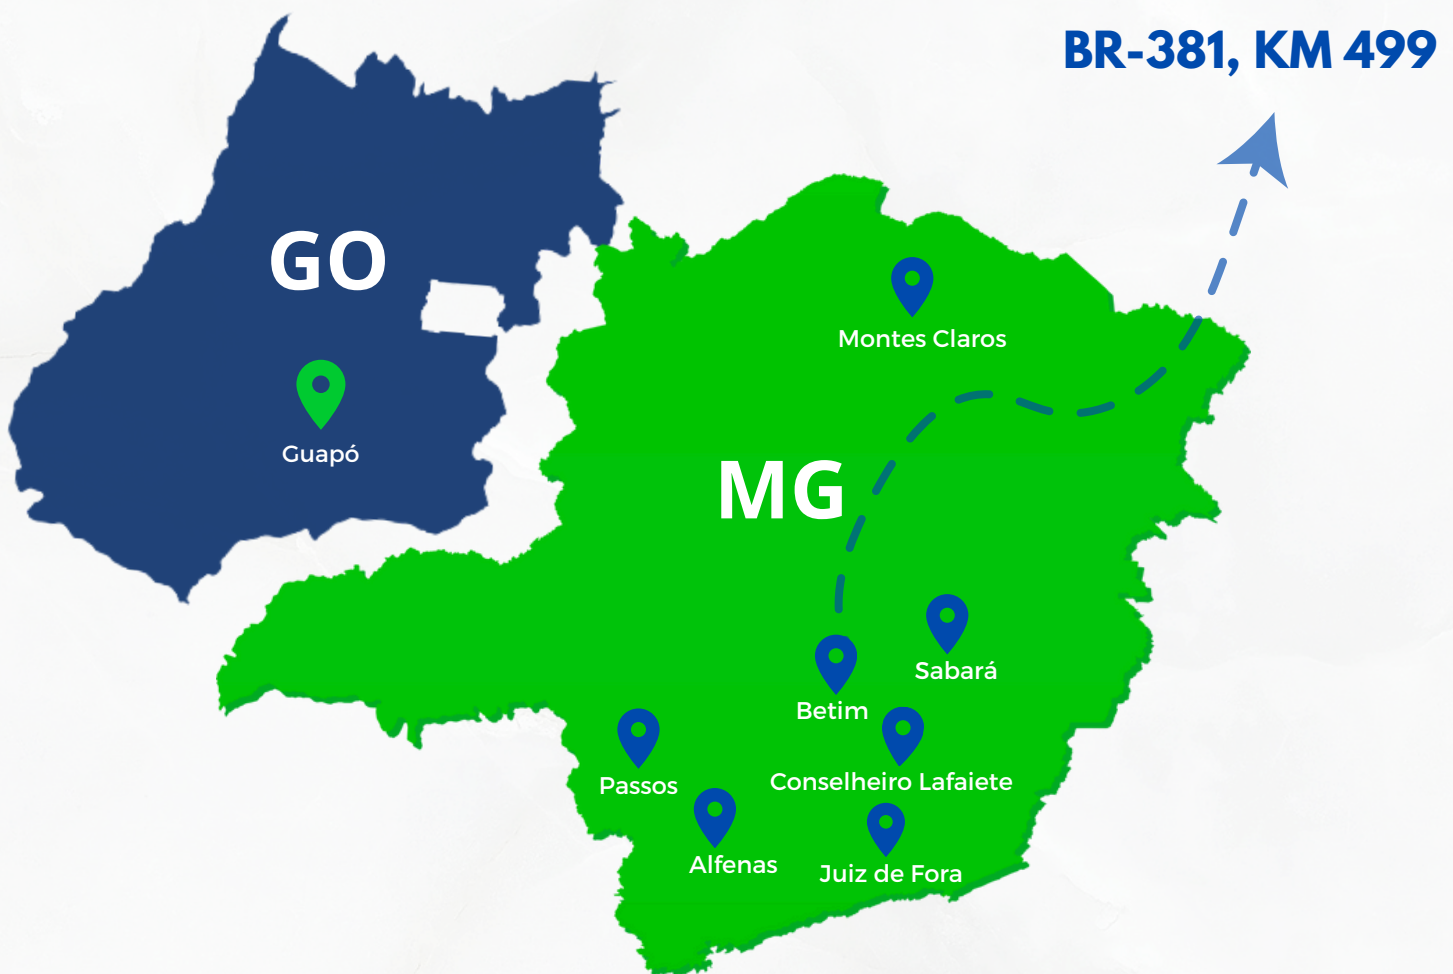 BR-381, KM 499
GO
Montes Claros
Guapó
MG
Sabará
Betim
Passos
Conselheiro Lafaiete
Alfenas
Juiz de Fora